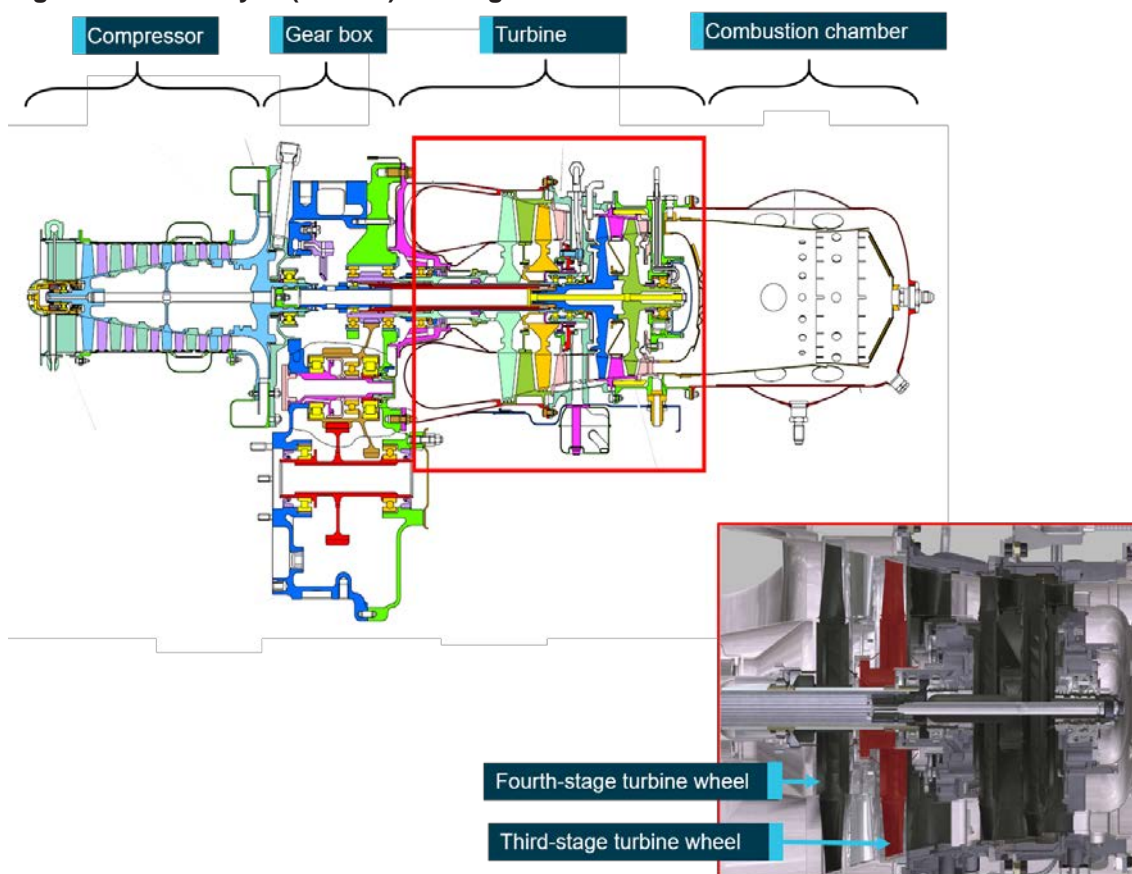 Compressor
Gear box
Turbine
Combustion chamber
Fourth-stage turbine wheel
Third-stage turbine wheel